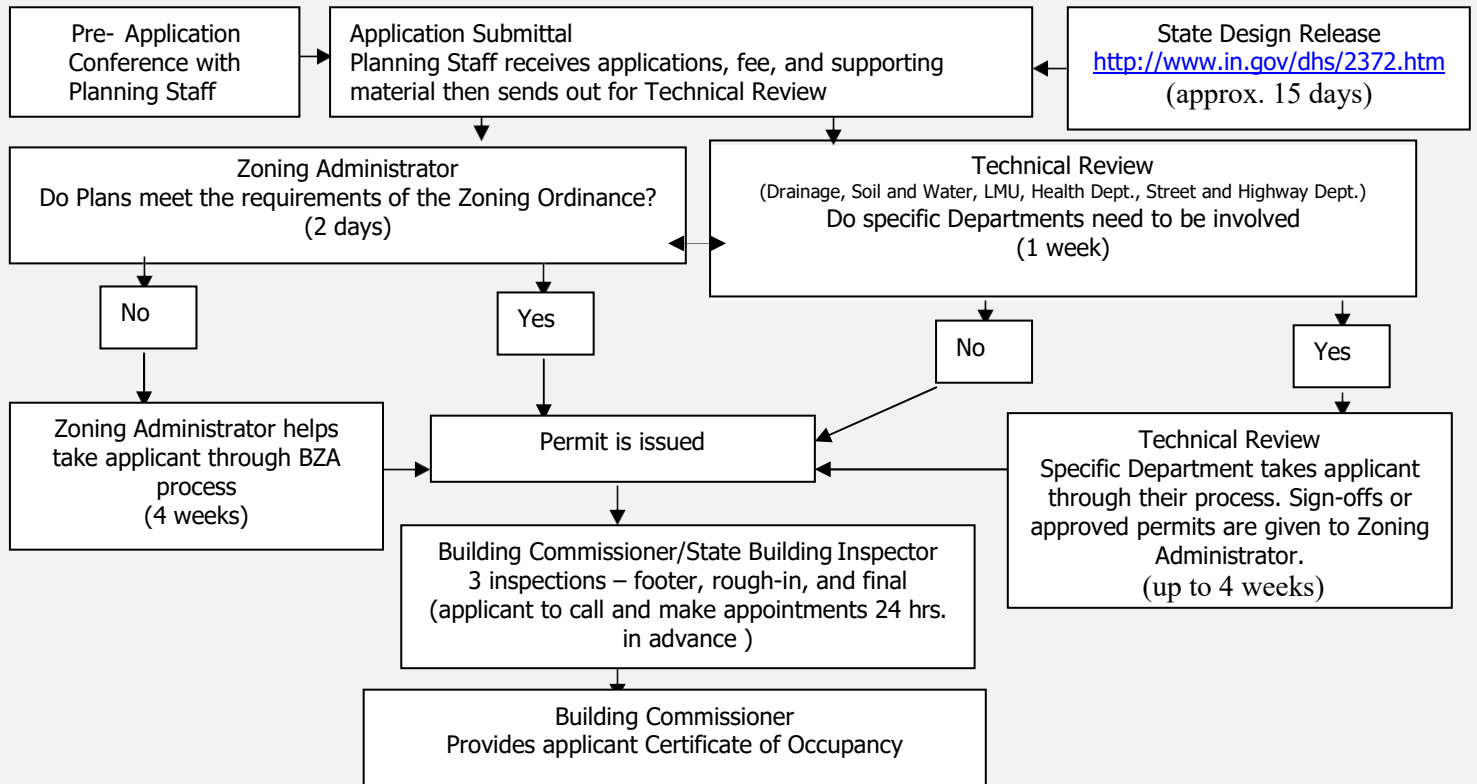 Pre- Application
Conference with
Planning Staff
Application Submittal
Planning Staff receives applications, fee, and supporting
material then sends out for Technical Review
State Design Release
http://www.in.gov/dhs/2372.htm
(approx. 15 days)
Zoning Administrator
Do Plans meet the requirements of the Zoning Ordinance?
(2 days)
Technical Review
(Drainage, Soil and Water, LMU, Health Dept., Street and Highway Dept.)
Do specific Departments need to be involved
(1 week)
No
Yes
No
Yes
Zoning Administrator helps
take applicant through BZA
process
(4 weeks)
Permit is issued
Technical Review
Specific Department takes applicant
through their process. Sign-offs or
approved permits are given to Zoning
Administrator.
(up to 4 weeks)
Building Commissioner/State Building Inspector
3 inspections – footer, rough-in, and final
(applicant to call and make appointments 24 hrs.
in advance )
Building Commissioner
Provides applicant Certificate of Occupancy